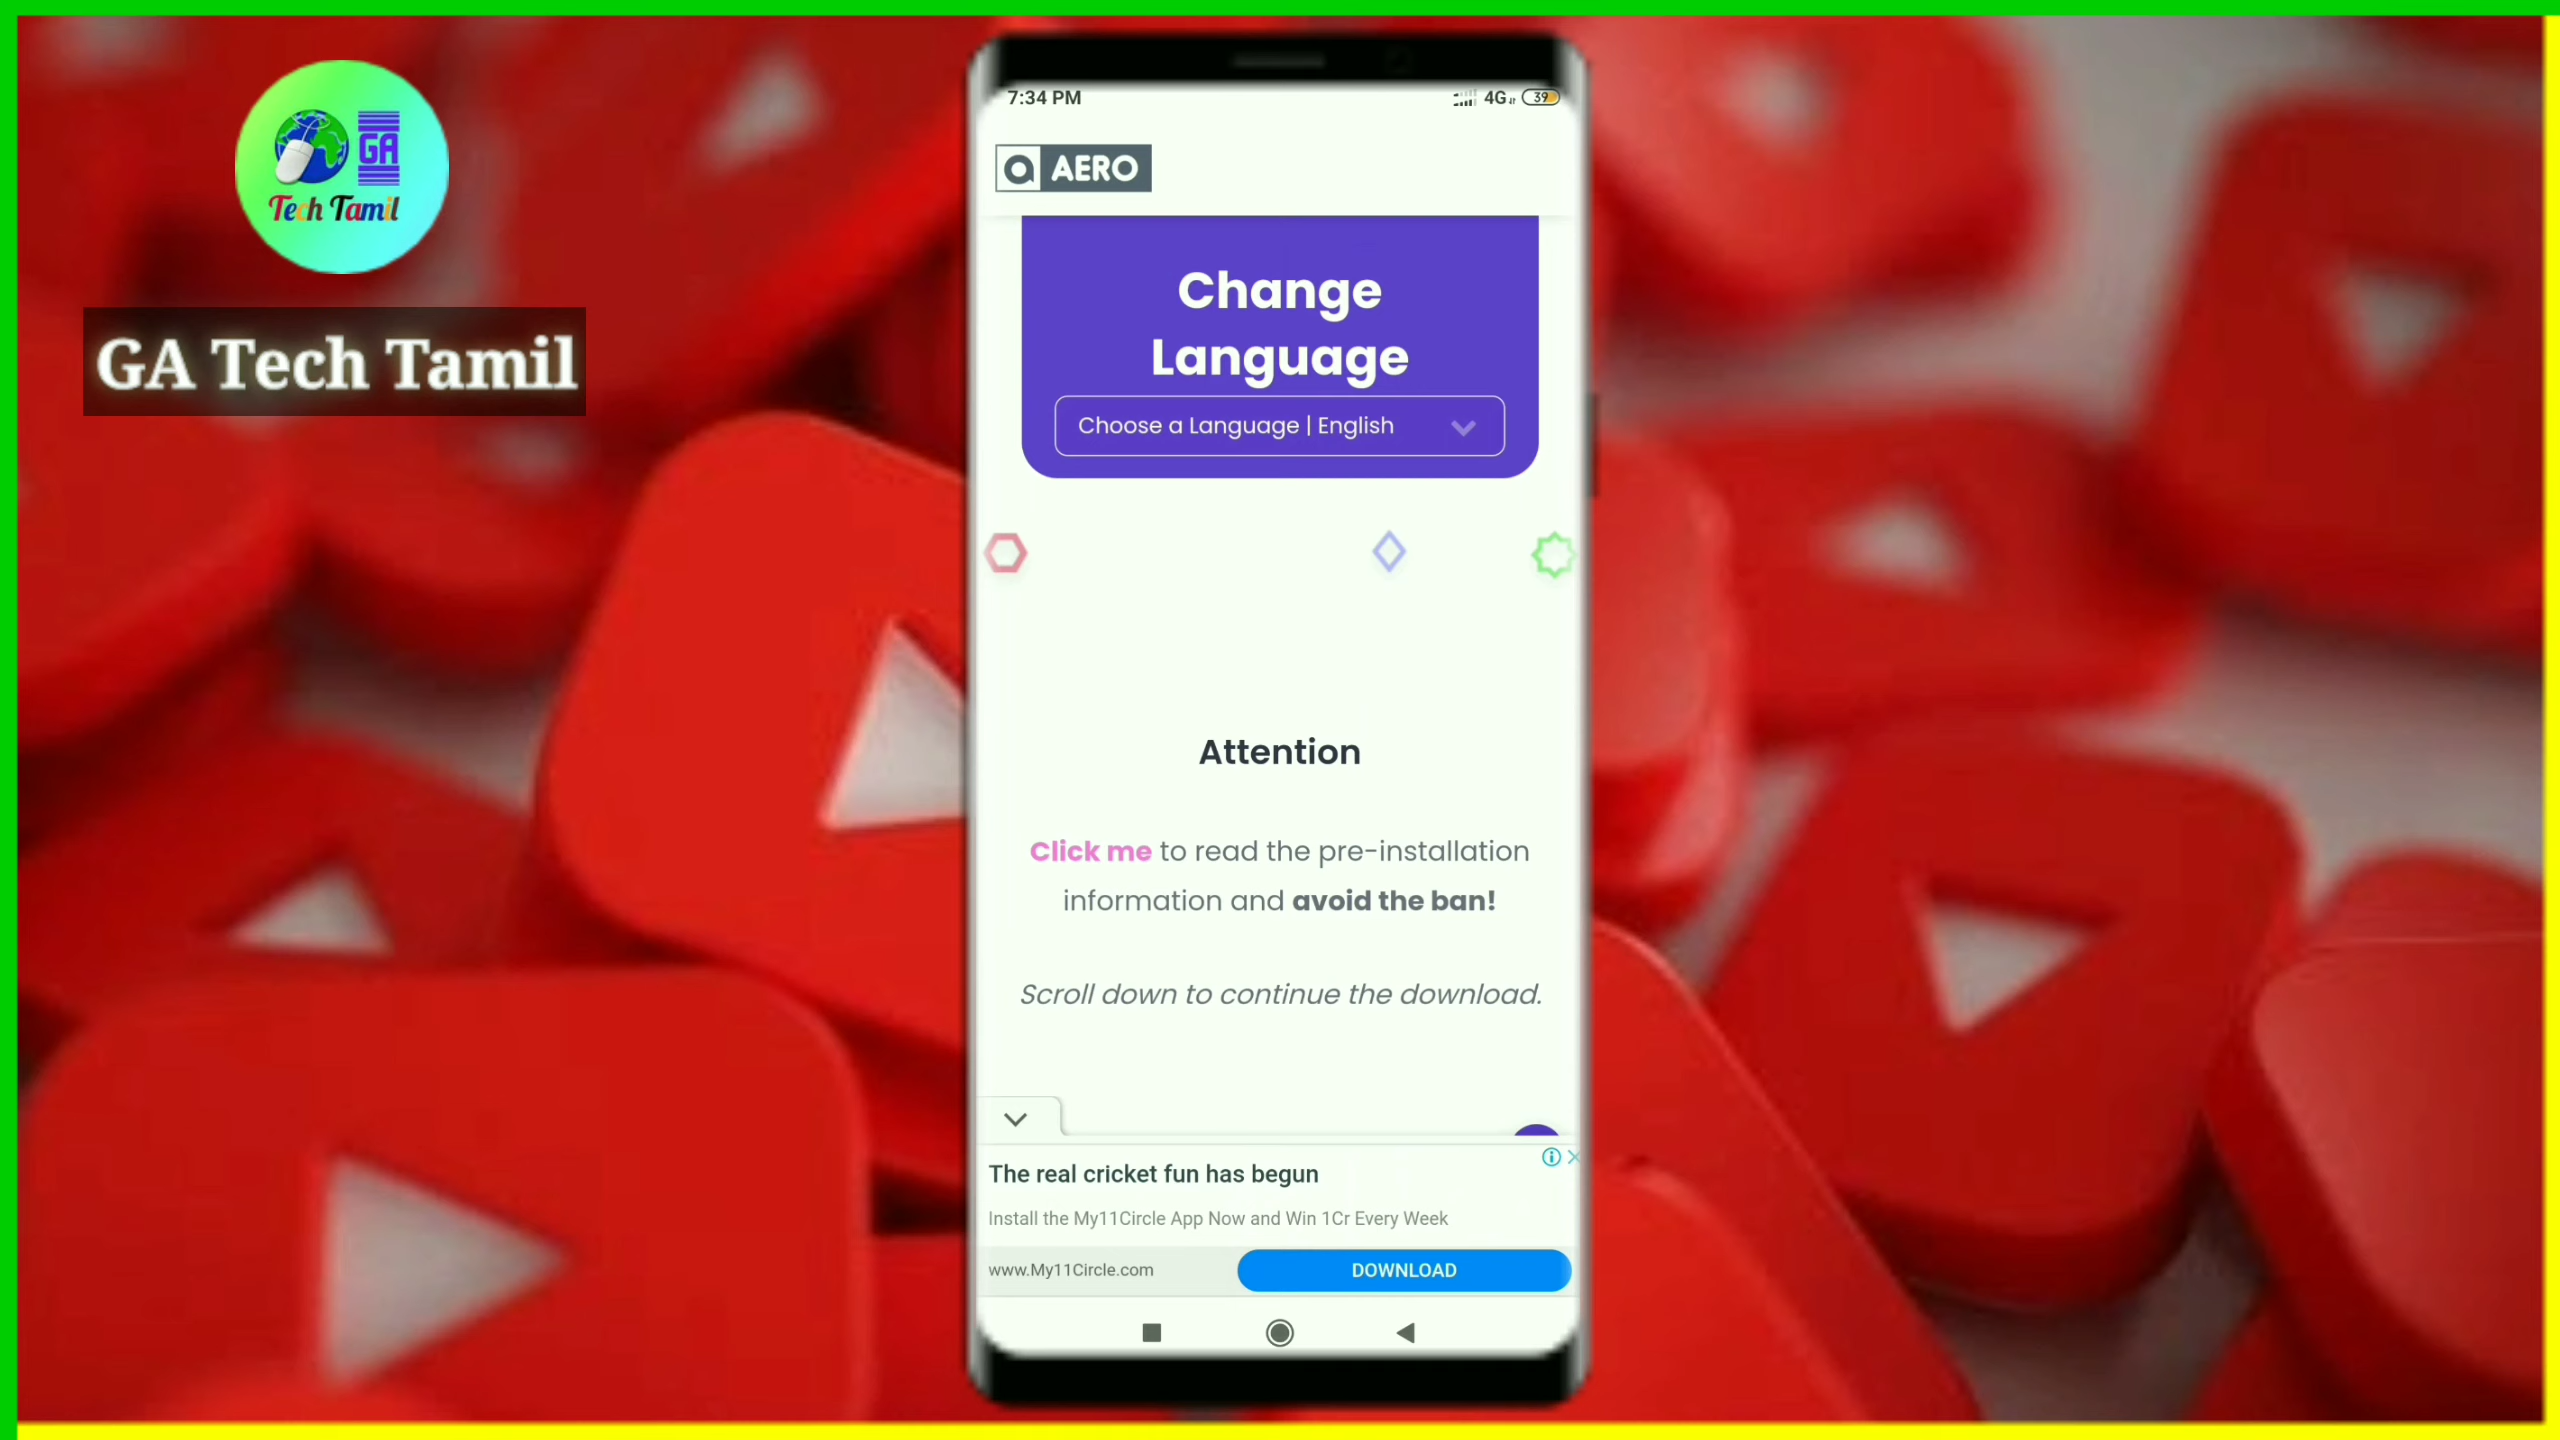 GA
Tech Tamil
GA Tech Tamil
7:34 PM
4G 39
a AERO
Change
Language
Choose a Language | English
Attention
Click me to read the pre-installation
information and avoid the ban!
Scroll down to continue the download.
The real cricket fun has begun
Install the My11Circle App Now and Win 1Cr Every Week
www.My11Circle.com
DOWNLOAD